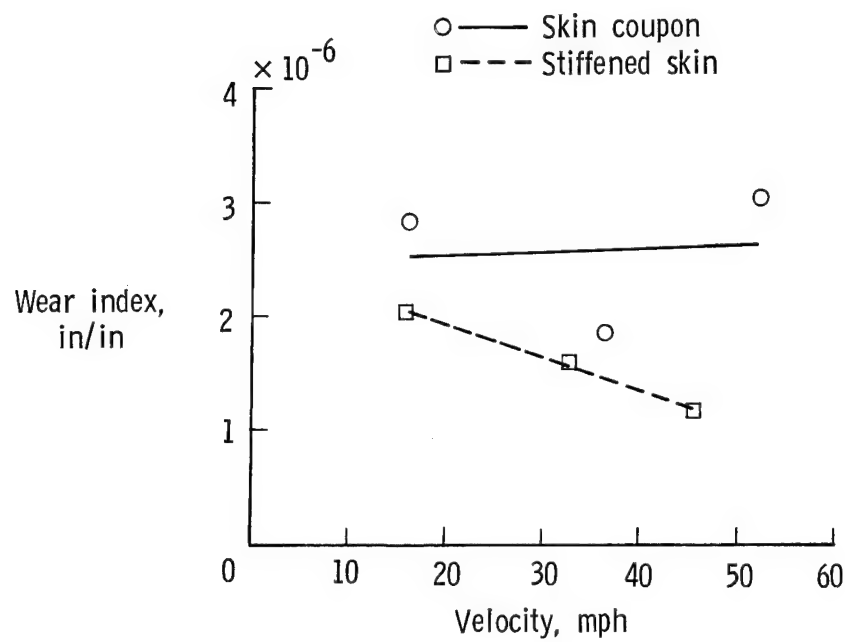 Skin coupon
Stiffened skin
× 10^-6
4
3
2
1
0
Wear index,
in/in
10 20 30 40 50 60
Velocity, mph